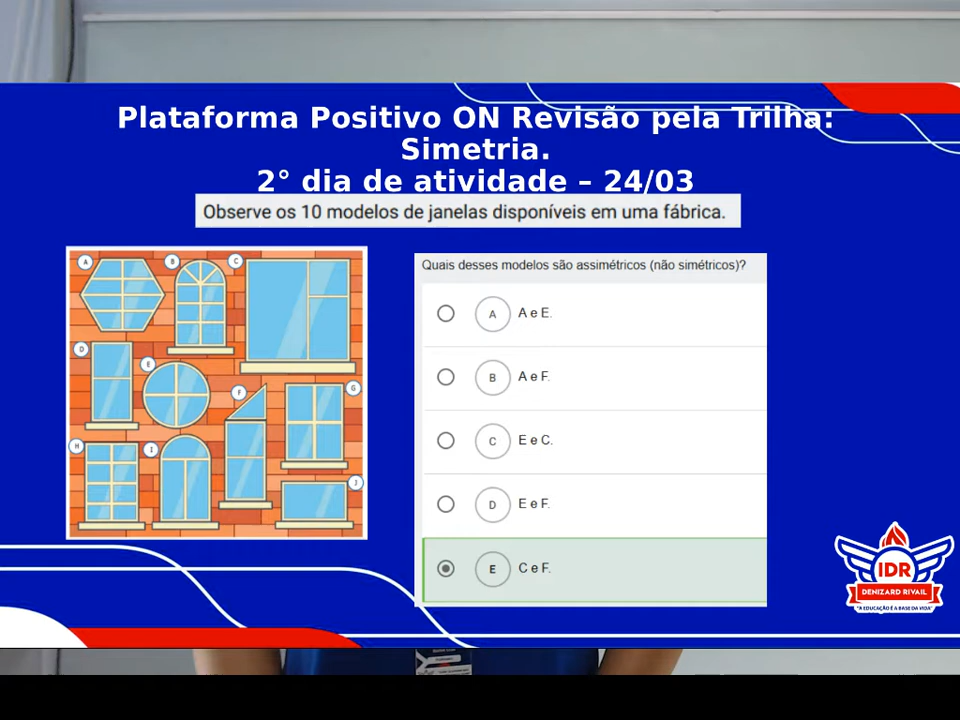 Plataforma Positivo ON Revisão pela Trilha:
Simetria.
2° dia de atividade – 24/03
Observe os 10 modelos de janelas disponíveis em uma fábrica.
A
B
C
D
E
F
G
H
I
J
Quais desses modelos são assimétricos (não simétricos)?
A A e E.
B A e F.
C E e C.
D E e F.
E C e F.
IDR
DENIZARD RIVAIL
"A EDUCAÇÃO É A BASE DA VIDA"